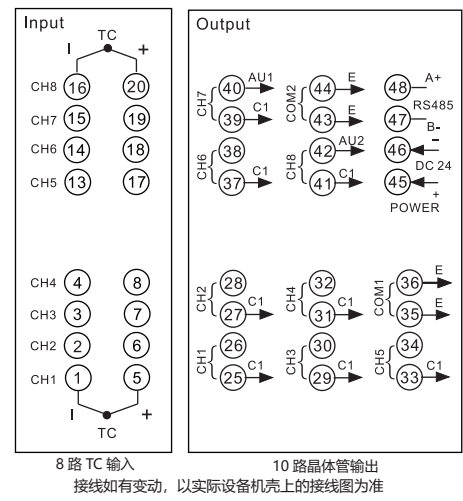 Input
TC
I +
CH8 16 20
CH7 15 19
CH6 14 18
CH5 13 17
CH4 4 8
CH3 3 7
CH2 2 6
CH1 1 5
I +
TC
Output
CH7 40 AU1
39 C1
COM2 44 E
43 E
48 A+
RS485
47 B-
CH6 38
37 C1
CH8 42 AU2
41 C1
46 -
DC 24
45 +
POWER
CH2 28
27 C1
CH4 32
31 C1
COM1 36 E
35 E
CH1 26
25 C1
CH3 30
29 C1
CH5 34
33 C1
8 路 TC 输入
10 路晶体管输出
接线如有变动，以实际设备机壳上的接线图为准